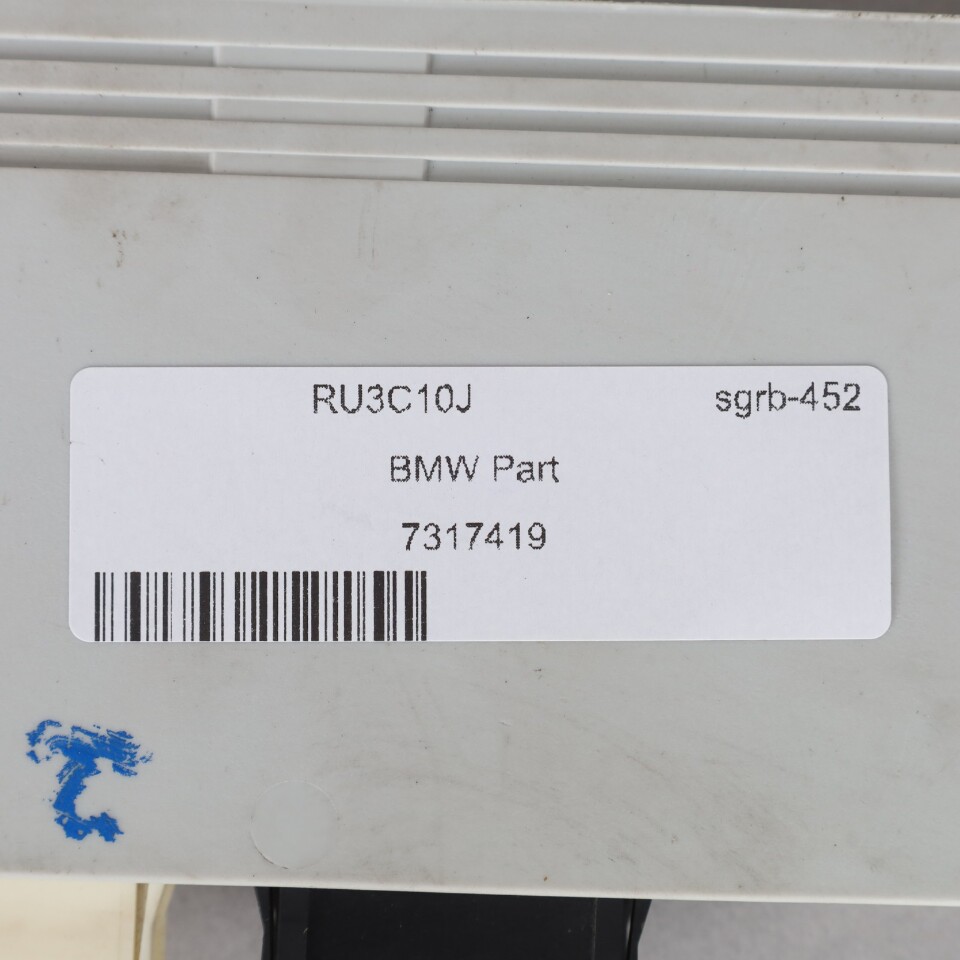 RU3C10J sgrb-452
BMW Part
7317419